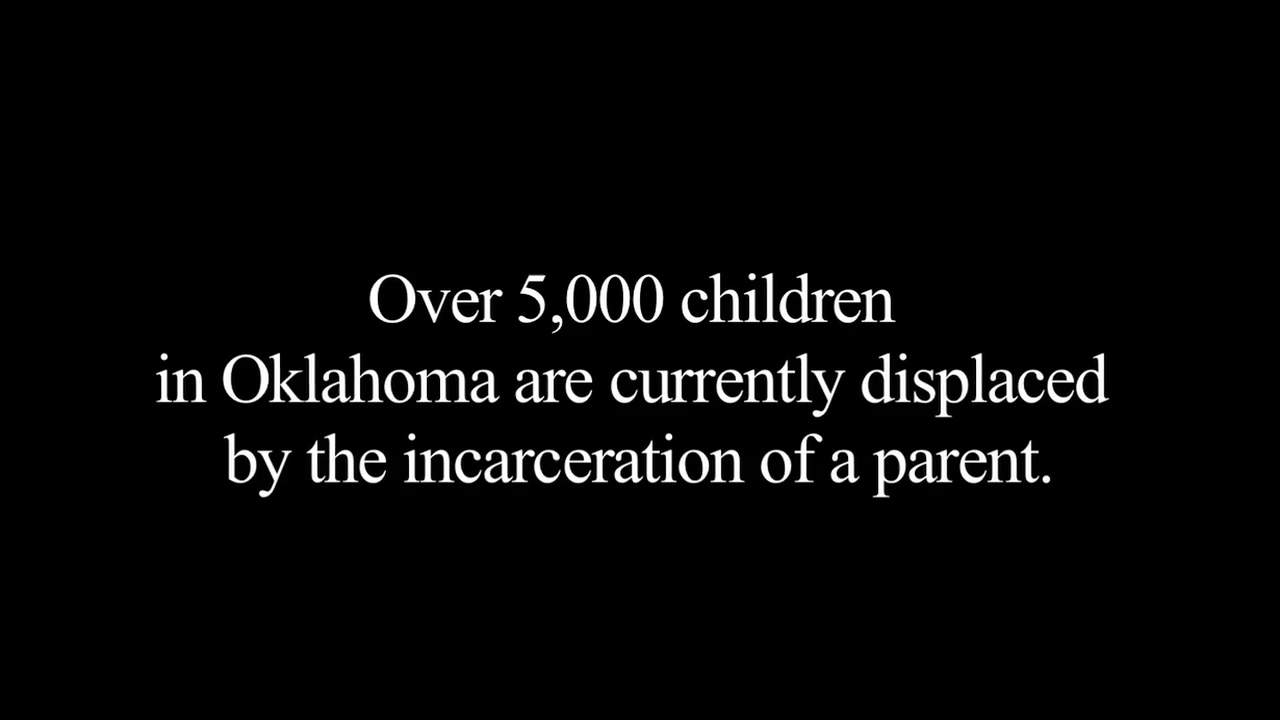 Over 5,000 children
in Oklahoma are currently displaced
by the incarceration of a parent.